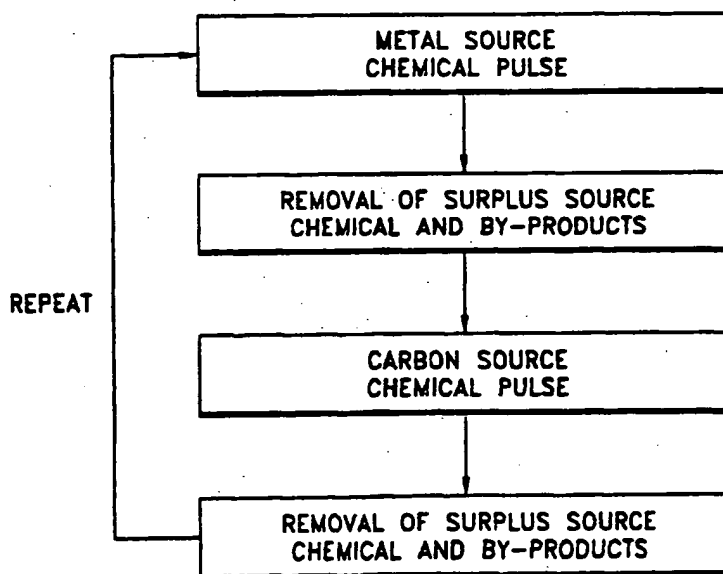 METAL SOURCE
CHEMICAL PULSE
REMOVAL OF SURPLUS SOURCE
CHEMICAL AND BY-PRODUCTS
REPEAT
CARBON SOURCE
CHEMICAL PULSE
REMOVAL OF SURPLUS SOURCE
CHEMICAL AND BY-PRODUCTS